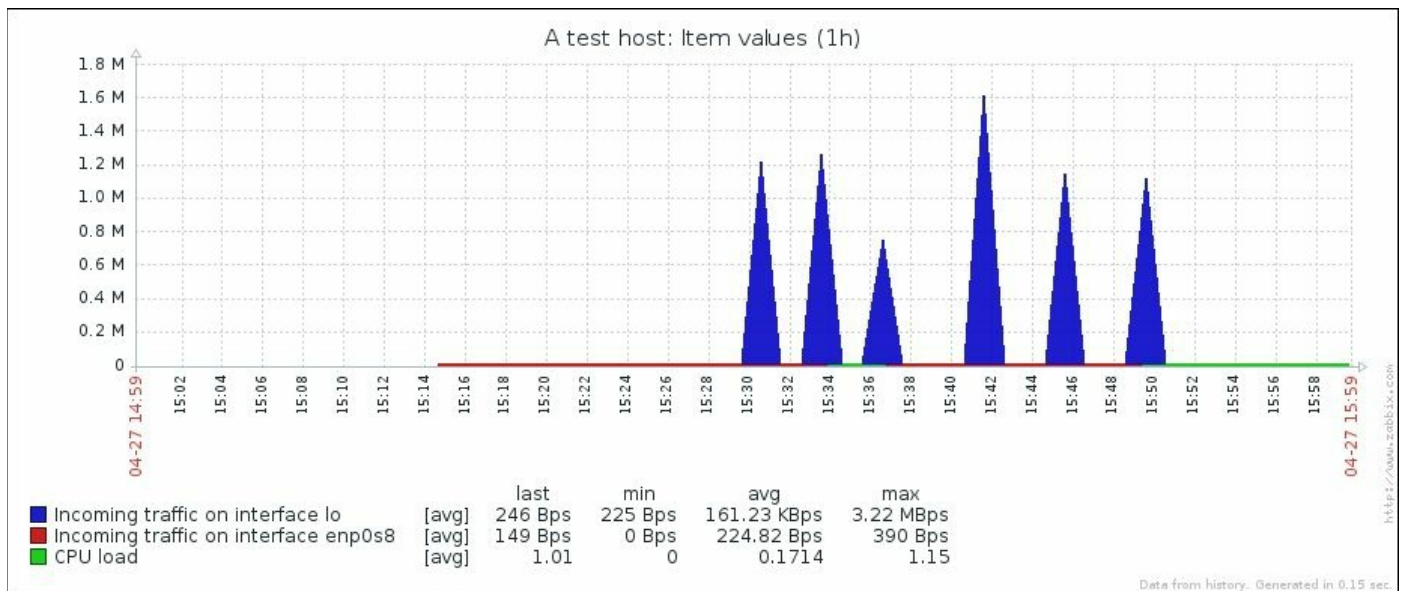 A test host: Item values (1h)
1.8 M
1.6 M
1.4 M
1.2 M
1.0 M
0.8 M
0.6 M
0.4 M
0.2 M
0
04-27 14:59
15:02
15:04
15:06
15:08
15:10
15:12
15:14
15:16
15:18
15:20
15:22
15:24
15:26
15:28
15:30
15:32
15:34
15:36
15:38
15:40
15:42
15:44
15:46
15:48
15:50
15:52
15:54
15:56
15:58
04-27 15:59
http://www.zabbix.com
last min avg max
Incoming traffic on interface lo [avg] 246 Bps 225 Bps 161.23 KBps 3.22 MBps
Incoming traffic on interface enp0s8 [avg] 149 Bps 0 Bps 224.82 Bps 390 Bps
CPU load [avg] 1.01 0 0.1714 1.15
Data from history. Generated in 0.15 sec.